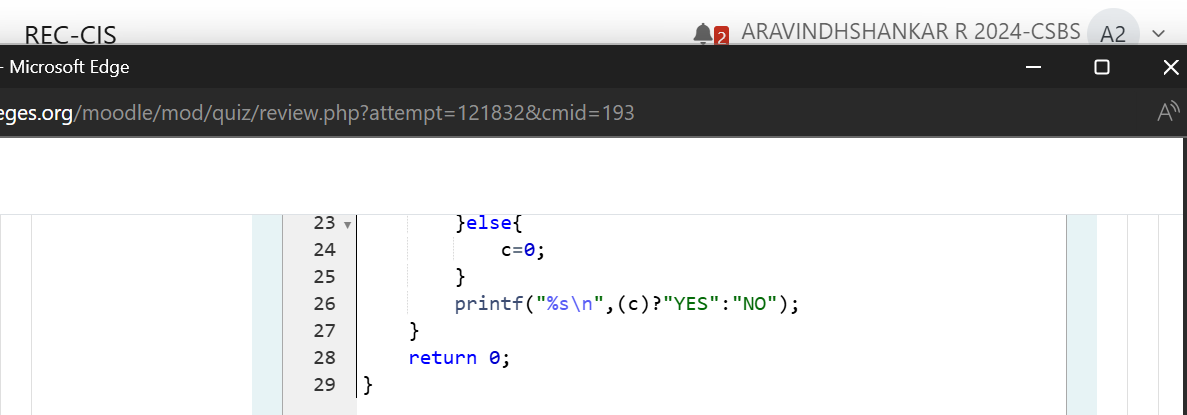 REC-CIS
2 ARAVINDHSHANKAR R 2024-CSBS A2
- Microsoft Edge
eges.org/moodle/mod/quiz/review.php?attempt=121832&cmid=193
23 }else{
24 c=0;
25 }
26 printf("%s\n",(c)?"YES":"NO");
27 }
28 return 0;
29 }